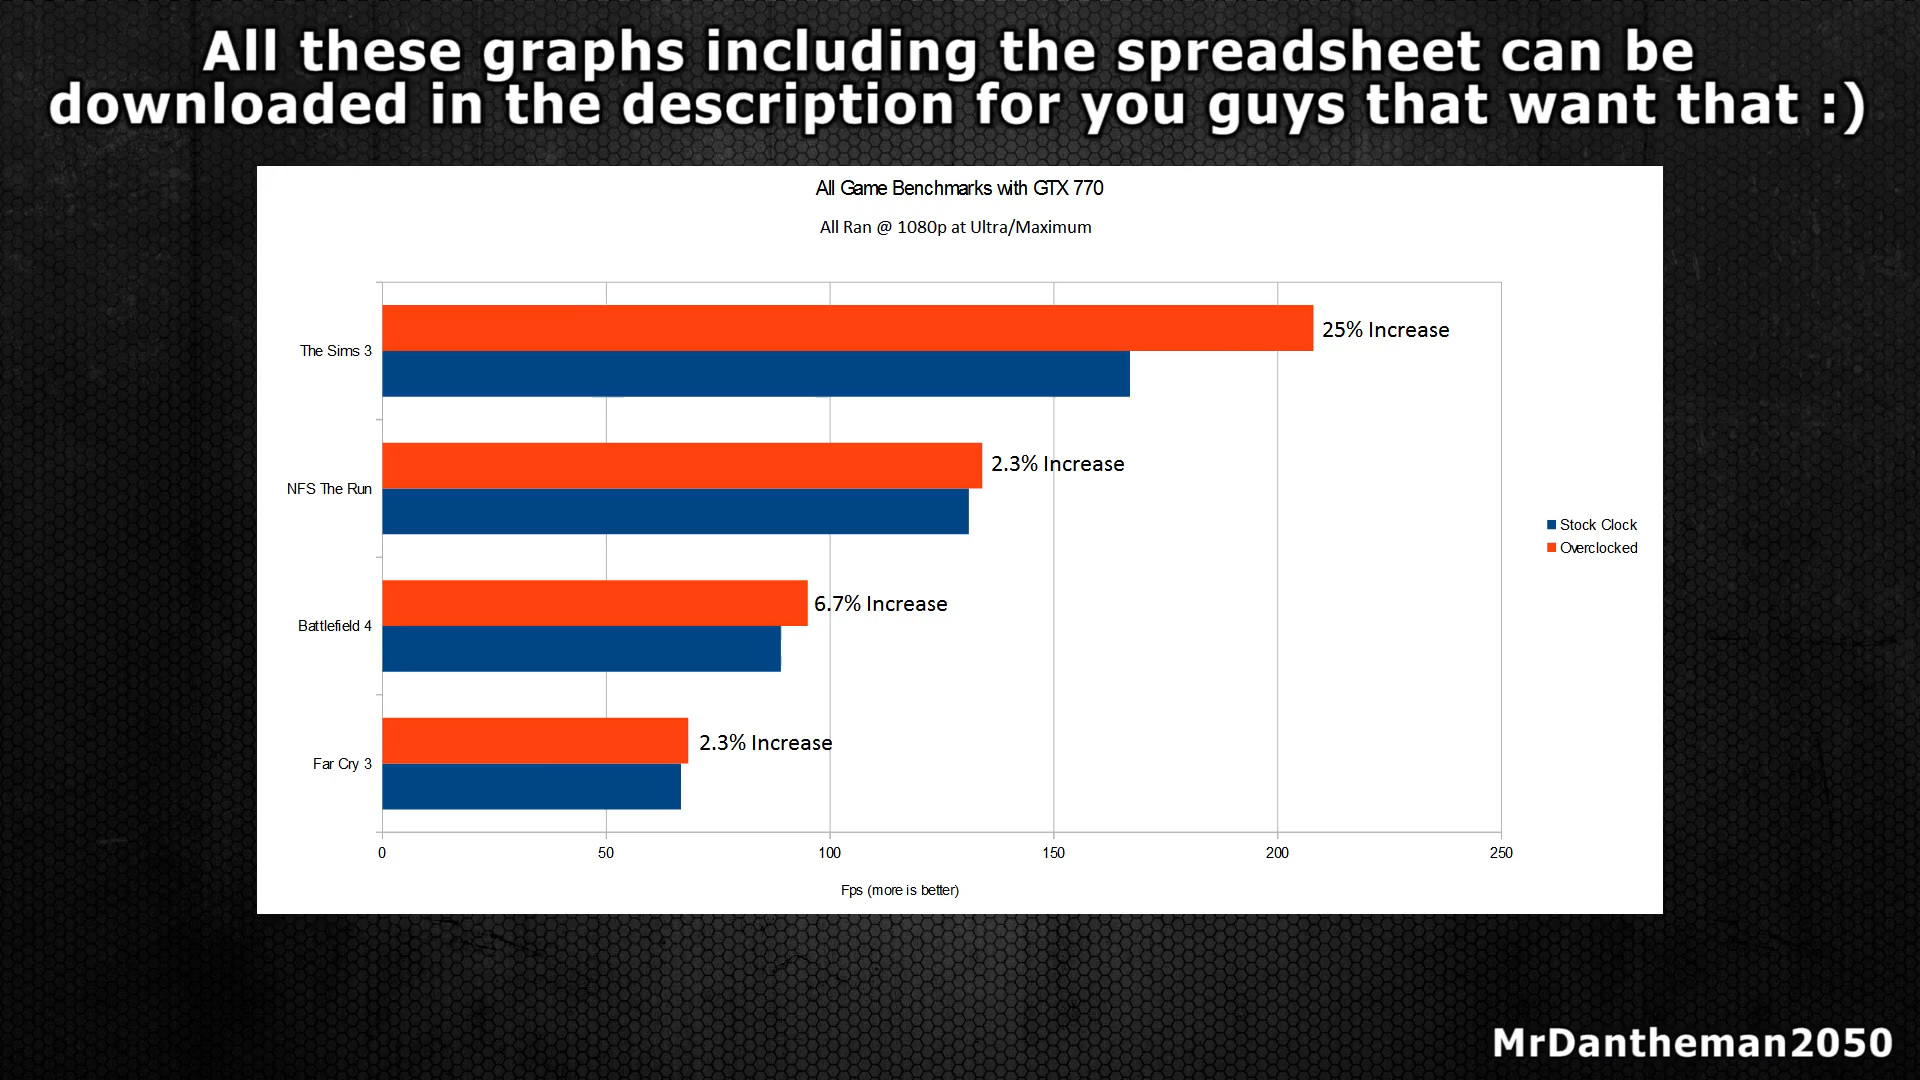 All these graphs including the spreadsheet can be
downloaded in the description for you guys that want that :)
All Game Benchmarks with GTX 770
All Ran @ 1080p at Ultra/Maximum
The Sims 3
25% Increase
NFS The Run
2.3% Increase
Battlefield 4
6.7% Increase
Far Cry 3
2.3% Increase
Stock Clock
Overclocked
0 50 100 150 200 250
Fps (more is better)
MrDantheman2050